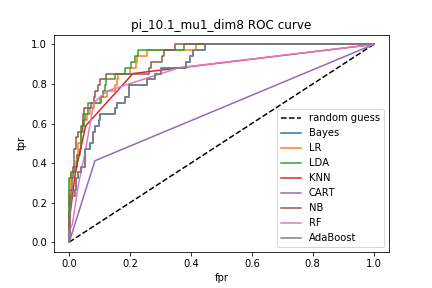 pi_10.1_mu1_dim8 ROC curve
1.0
0.8
0.6
0.4
0.2
0.0
tpr
0.0 0.2 0.4 0.6 0.8 1.0
fpr
random guess
Bayes
LR
LDA
KNN
CART
NB
RF
AdaBoost